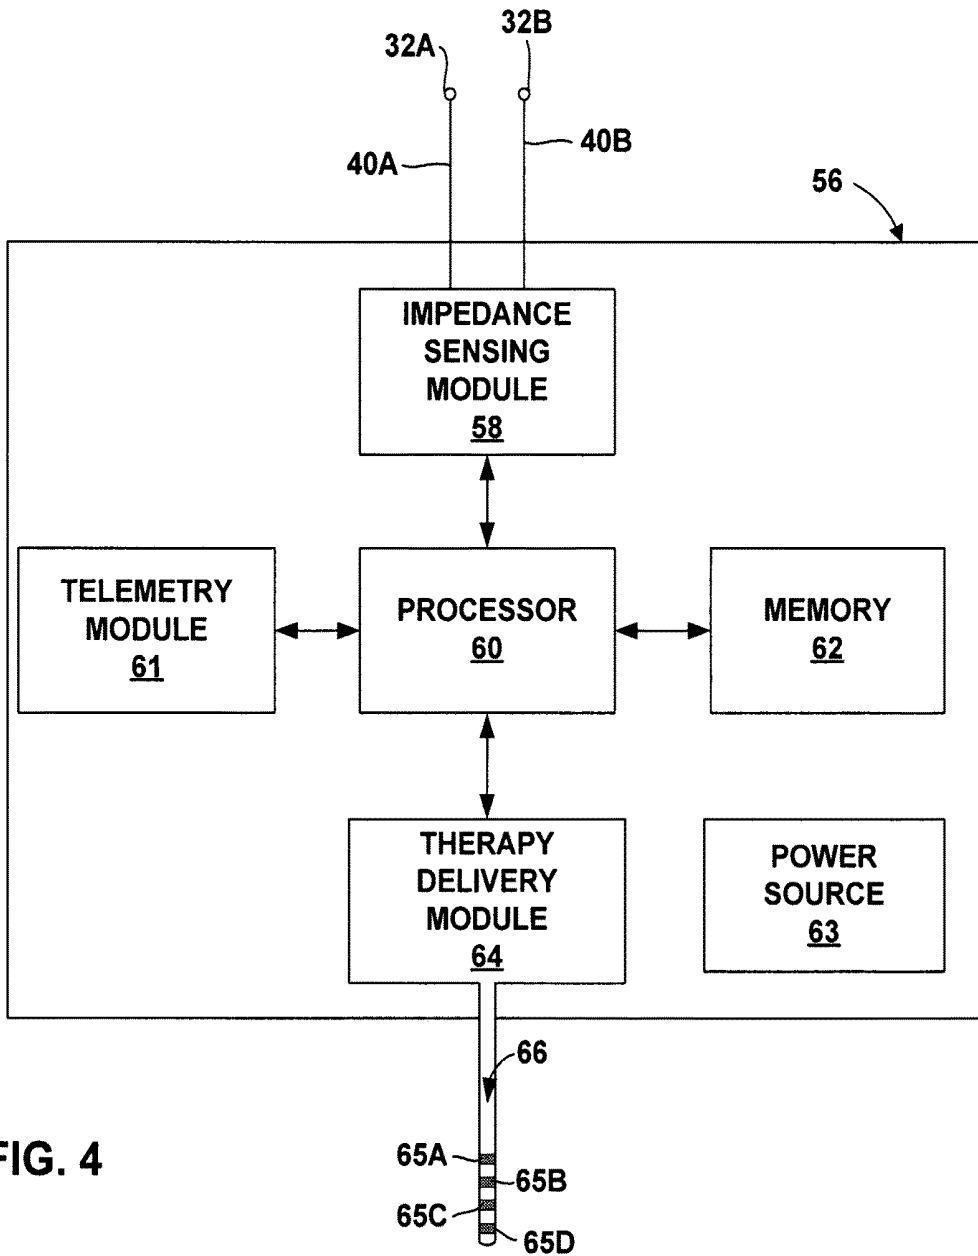 32A
32B
40A
40B
56
IMPEDANCE
SENSING
MODULE
58
TELEMETRY
MODULE
61
PROCESSOR
60
MEMORY
62
THERAPY
DELIVERY
MODULE
64
POWER
SOURCE
63
66
FIG. 4
65A
65B
65C
65D